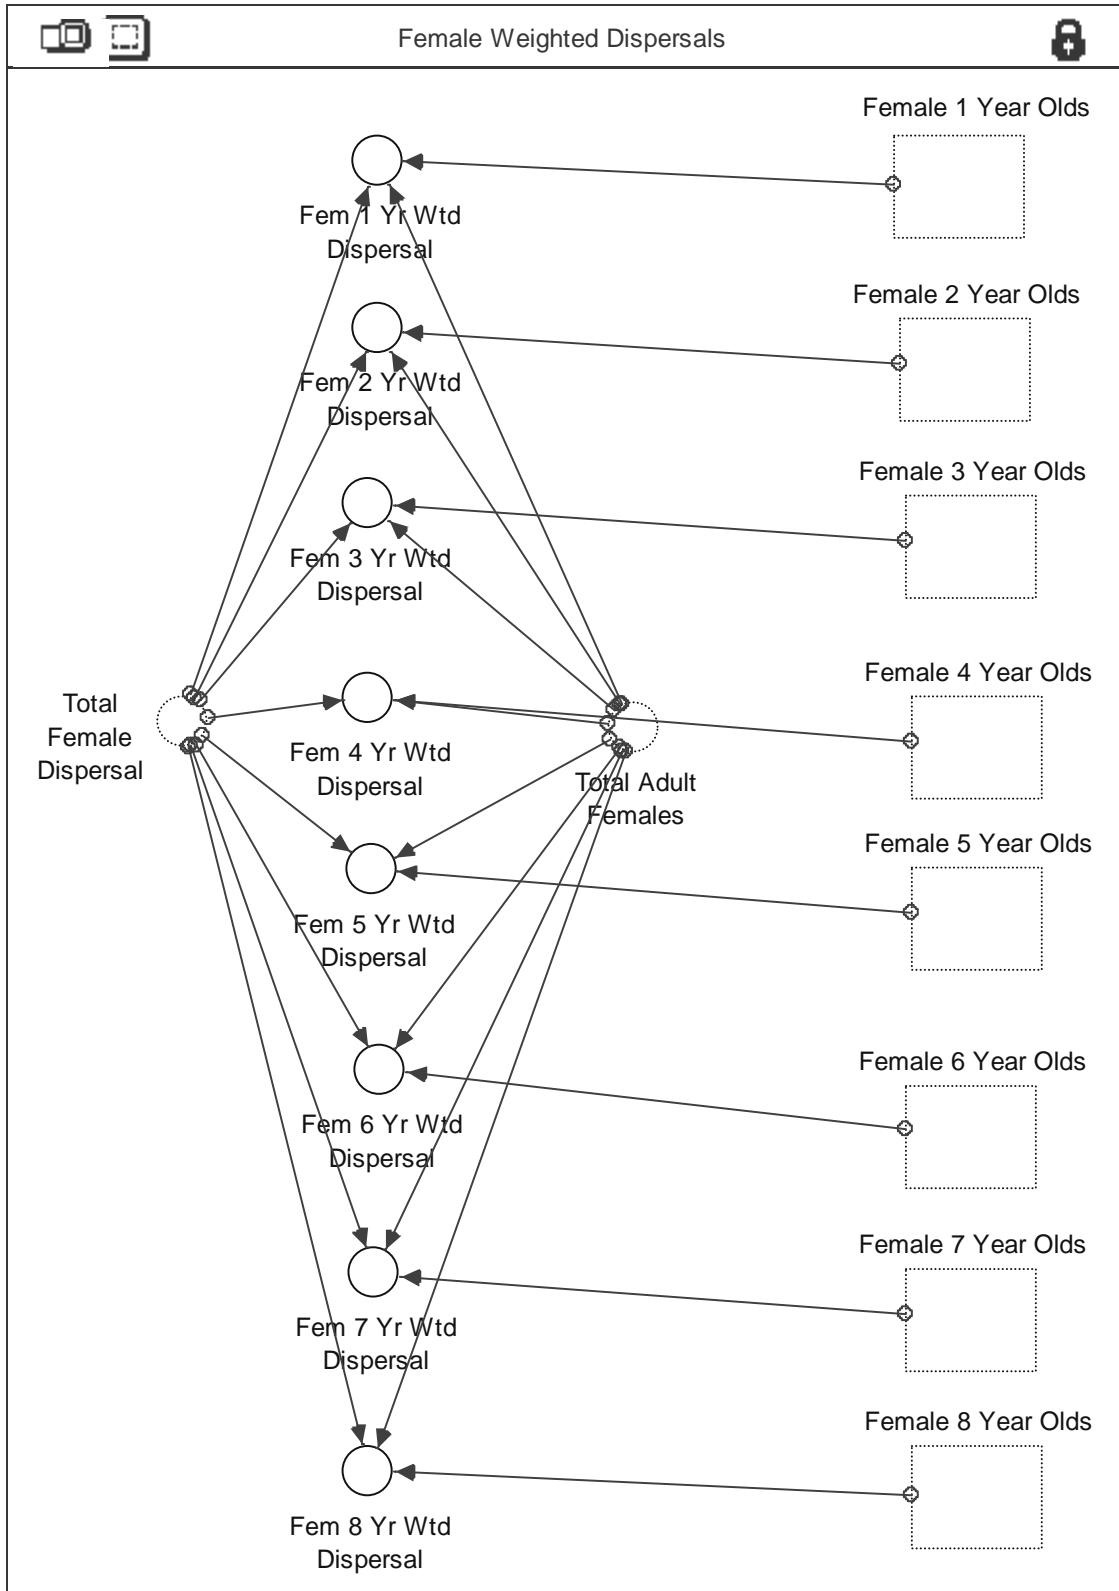 Female Weighted Dispersals
Female 1 Year Olds
Fem 1 Yr Wtd
Dispersal
Female 2 Year Olds
Fem 2 Yr Wtd
Dispersal
Female 3 Year Olds
Fem 3 Yr Wtd
Dispersal
Female 4 Year Olds
Total
Female
Dispersal
Fem 4 Yr Wtd
Dispersal
Total Adult
Females
Female 5 Year Olds
Fem 5 Yr Wtd
Dispersal
Female 6 Year Olds
Fem 6 Yr Wtd
Dispersal
Female 7 Year Olds
Fem 7 Yr Wtd
Dispersal
Female 8 Year Olds
Fem 8 Yr Wtd
Dispersal